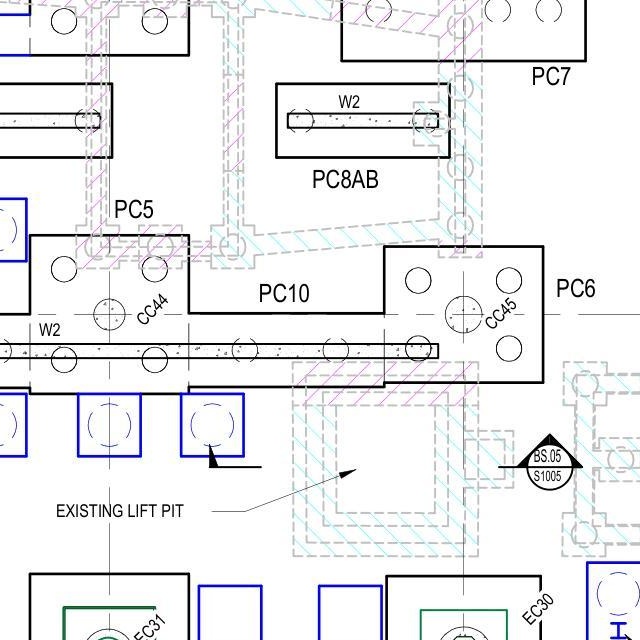 PC7
W2
PC8AB
PC5
PC10
PC6
CC44
CC45
W2
BS.05
S1005
EXISTING LIFT PIT
EC31
EC30
H